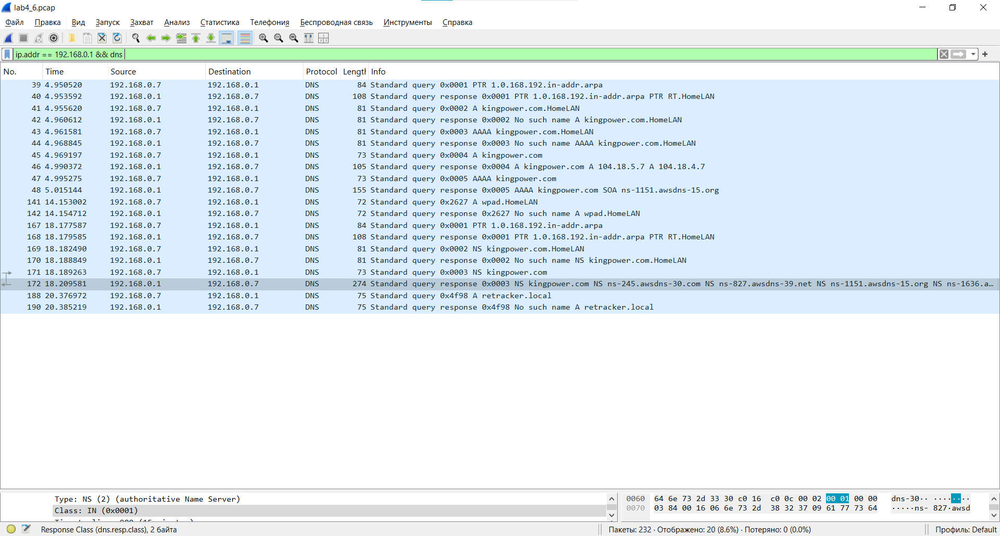 lab4_6.pcap
Файл Правка Вид Запуск Захват Анализ Статистика Телефония Беспроводная связь Инструменты Справка
ip.addr == 192.168.0.1 && dns
No. Time Source Destination Protocol Length Info
39 4.950520 192.168.0.7 192.168.0.1 DNS 84 Standard query 0x0001 PTR 1.0.168.192.in-addr.arpa
40 4.953592 192.168.0.1 192.168.0.7 DNS 108 Standard query response 0x0001 PTR 1.0.168.192.in-addr.arpa PTR RT.HomeLAN
41 4.955620 192.168.0.7 192.168.0.1 DNS 81 Standard query 0x0002 A kingpower.com.HomeLAN
42 4.960612 192.168.0.1 192.168.0.7 DNS 81 Standard query response 0x0002 No such name A kingpower.com.HomeLAN
43 4.961581 192.168.0.7 192.168.0.1 DNS 81 Standard query 0x0003 AAAA kingpower.com.HomeLAN
44 4.968845 192.168.0.1 192.168.0.7 DNS 81 Standard query response 0x0003 No such name AAAA kingpower.com.HomeLAN
45 4.969197 192.168.0.7 192.168.0.1 DNS 73 Standard query 0x0004 A kingpower.com
46 4.990372 192.168.0.1 192.168.0.7 DNS 105 Standard query response 0x0004 A kingpower.com A 104.18.5.7 A 104.18.4.7
47 4.995275 192.168.0.7 192.168.0.1 DNS 73 Standard query 0x0005 AAAA kingpower.com
48 5.015144 192.168.0.1 192.168.0.7 DNS 155 Standard query response 0x0005 AAAA kingpower.com SOA ns-1151.awsdns-15.org
141 14.153002 192.168.0.7 192.168.0.1 DNS 72 Standard query 0x2627 A wpad.HomeLAN
142 14.154712 192.168.0.1 192.168.0.7 DNS 72 Standard query response 0x2627 No such name A wpad.HomeLAN
167 18.177587 192.168.0.7 192.168.0.1 DNS 84 Standard query 0x0001 PTR 1.0.168.192.in-addr.arpa
168 18.179585 192.168.0.1 192.168.0.7 DNS 108 Standard query response 0x0001 PTR 1.0.168.192.in-addr.arpa PTR RT.HomeLAN
169 18.182490 192.168.0.7 192.168.0.1 DNS 81 Standard query 0x0002 NS kingpower.com.HomeLAN
170 18.188849 192.168.0.1 192.168.0.7 DNS 81 Standard query response 0x0002 No such name NS kingpower.com.HomeLAN
171 18.189263 192.168.0.7 192.168.0.1 DNS 73 Standard query 0x0003 NS kingpower.com
172 18.209581 192.168.0.1 192.168.0.7 DNS 274 Standard query response 0x0003 NS kingpower.com NS ns-245.awsdns-30.com NS ns-827.awsdns-39.net NS ns-1151.awsdns-15.org NS ns-1636.a…
188 20.376972 192.168.0.7 192.168.0.1 DNS 75 Standard query 0x4f98 A retracker.local
190 20.385219 192.168.0.1 192.168.0.7 DNS 75 Standard query response 0x4f98 No such name A retracker.local
Type: NS (2) (authoritative Name Server)
Class: IN (0x0001)
0060 64 6e 73 2d 33 30 c0 16 c0 0c 00 02 00 01 00 00 dns-30·· ········
0070 03 84 00 16 06 6e 73 2d 38 32 37 09 61 77 73 64 ·····ns- 827·awsd
Response Class (dns.resp.class), 2 байта
Пакеты: 232 · Отображено: 20 (8.6%) · Потеряно: 0 (0.0%)
Профиль: Default